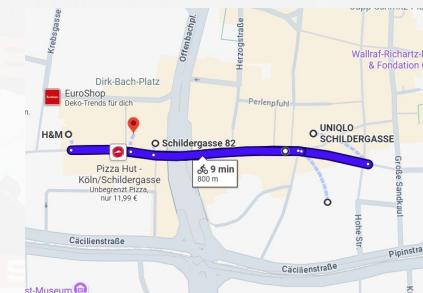 Krebsgasse
Offenbachpl.
Herzogstraße
Wallraf-Richartz-
& Fondation
Dirk-Bach-Platz
EuroShop
Deko-Trends für dich
Perlenpfuhl
H&M
Schildergasse 82
UNIQLO
SCHILDERGASSE
Pizza Hut -
Köln/Schildergasse
Unbegrenzt Pizza,
nur 11,99 €
9 min
800 m
Große Sandkaul
Hohe Str.
Cäcilienstraße
Cäcilienstraße
Pipinstra
st-Museum